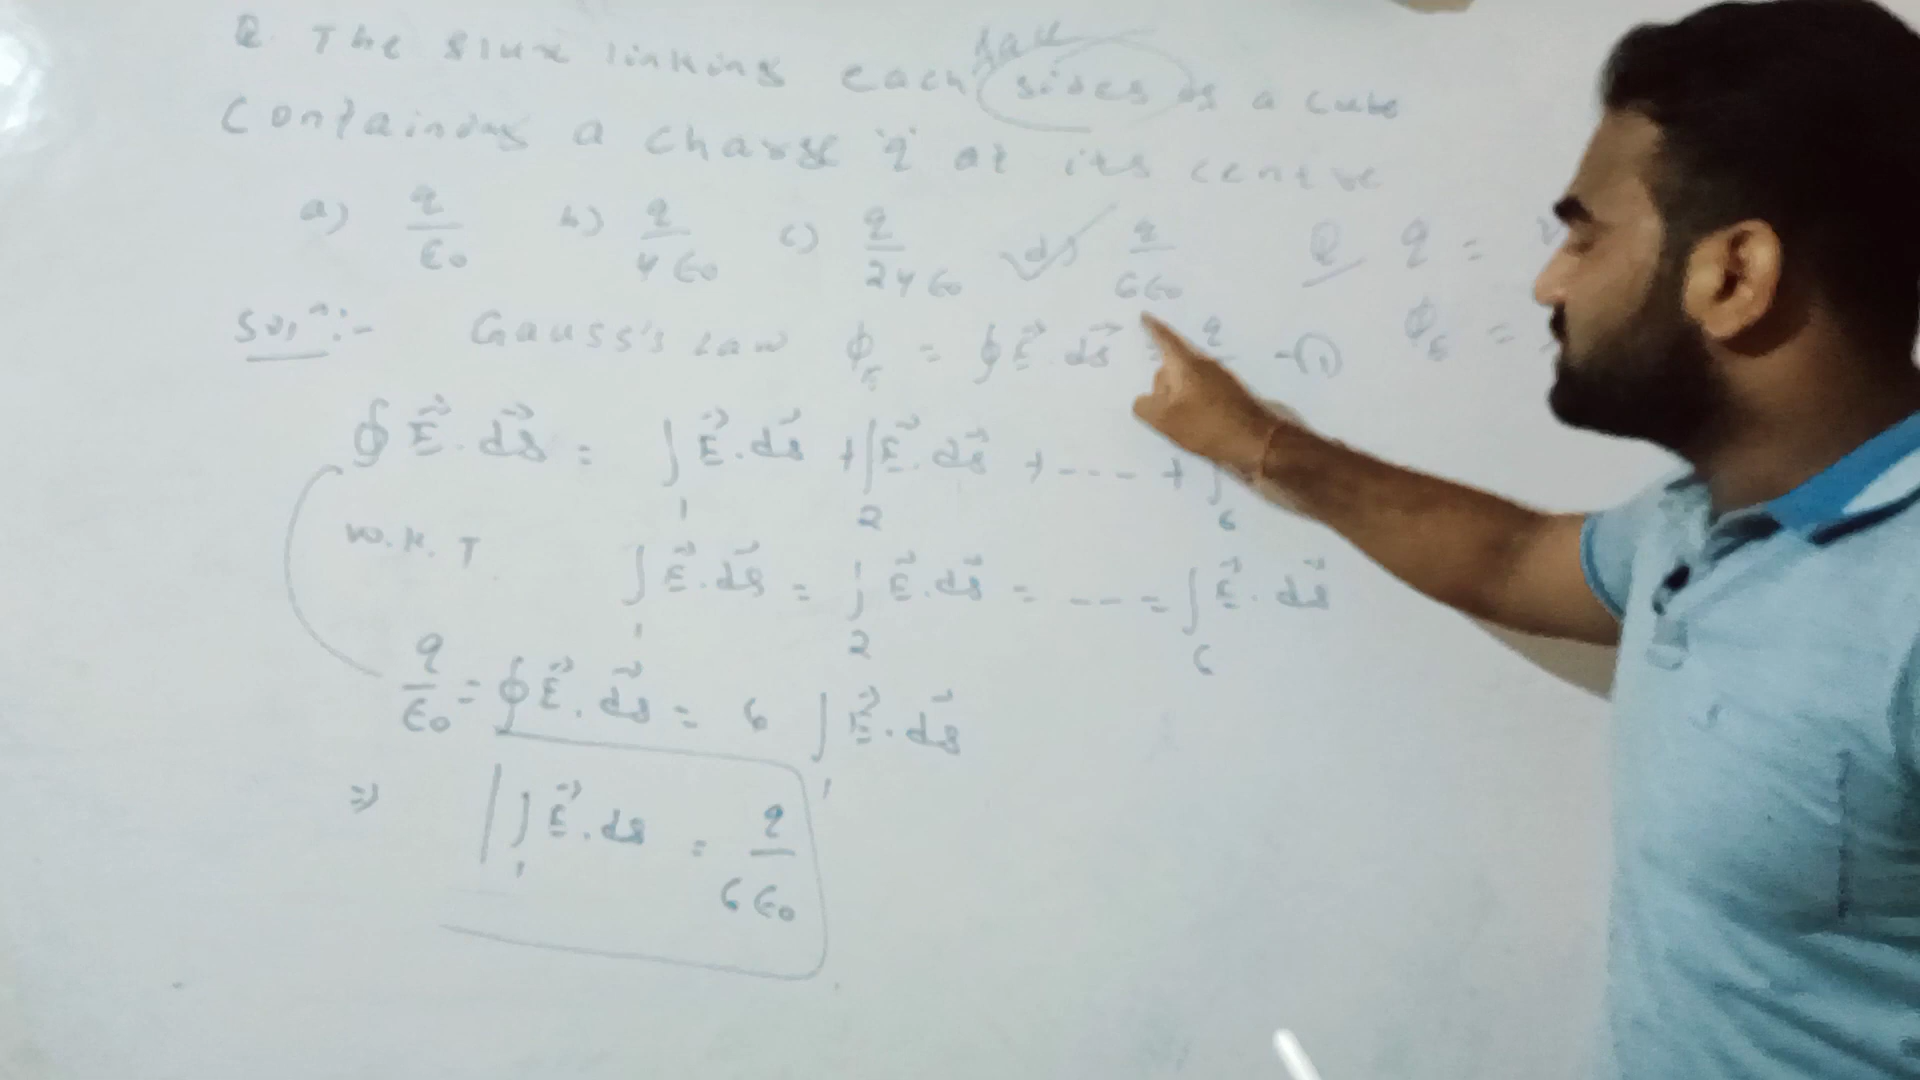 Q. The flux linking each face (sides) of a cube
Containing a charge 'q' at its centre
a) q/ϵ₀ b) q/4ϵ₀ c) q/24ϵ₀ d) ✓ q/6ϵ₀ Q q =
Solⁿ:- Gauss's Law ϕ_E = ∮E⃗.ds⃗ = q -① ϕ_E =
∮E⃗.ds⃗ = ∫₁E⃗.ds⃗ + ∫₂E⃗.ds⃗ + --- + ∫₆
W.K.T ∫₁E⃗.ds⃗ = ∫₂E⃗.ds⃗ = --- = ∫₆E⃗.ds⃗
q/ϵ₀ = ∮E⃗.ds⃗ = 6 ∫₁E⃗.ds⃗
⇒ ∫₁E⃗.ds = q/6ϵ₀